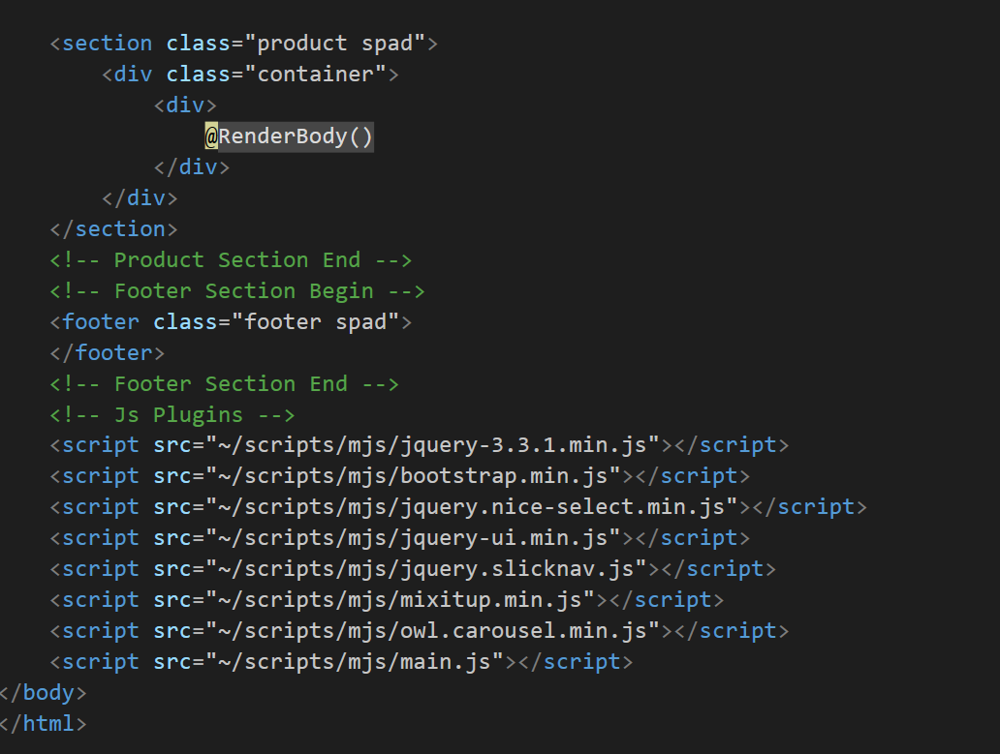 <section class="product spad">
<div class="container">
<div>
@RenderBody()
</div>
</div>
</section>
<!-- Product Section End -->
<!-- Footer Section Begin -->
<footer class="footer spad">
</footer>
<!-- Footer Section End -->
<!-- Js Plugins -->
<script src="~/scripts/mjs/jquery-3.3.1.min.js"></script>
<script src="~/scripts/mjs/bootstrap.min.js"></script>
<script src="~/scripts/mjs/jquery.nice-select.min.js"></script>
<script src="~/scripts/mjs/jquery-ui.min.js"></script>
<script src="~/scripts/mjs/jquery.slicknav.js"></script>
<script src="~/scripts/mjs/mixitup.min.js"></script>
<script src="~/scripts/mjs/owl.carousel.min.js"></script>
<script src="~/scripts/mjs/main.js"></script>
</body>
</html>